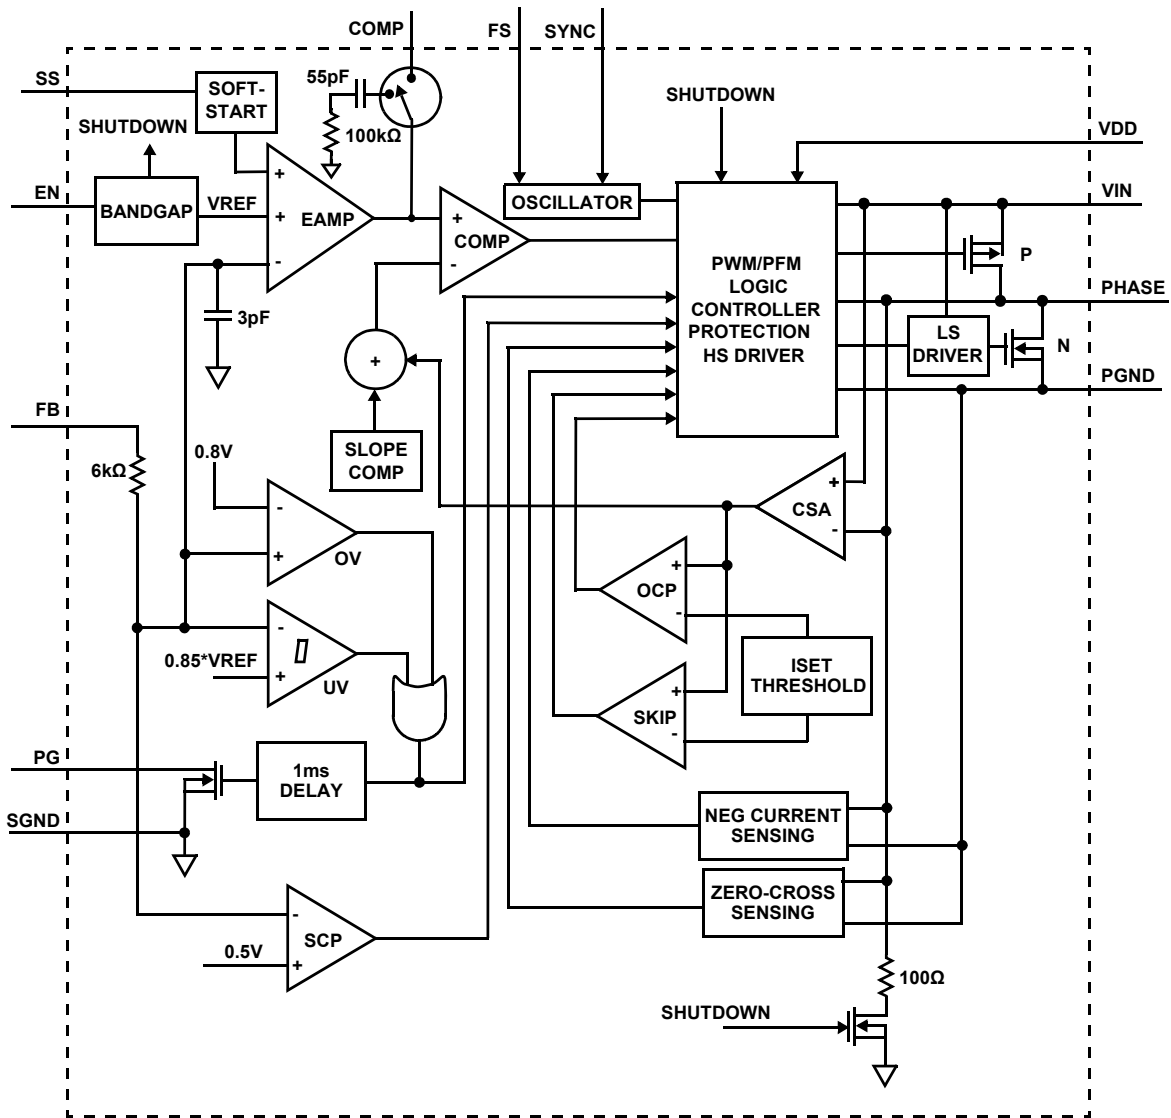 COMP
FS
SYNC
SS
SOFT-
START
55pF
100kΩ
SHUTDOWN
SHUTDOWN
VDD
EN
BANDGAP
VREF
+
+
-
EAMP
+
-
COMP
OSCILLATOR
VIN
PWM/PFM
LOGIC
CONTROLLER
PROTECTION
HS DRIVER
P
PHASE
3pF
LS
DRIVER
N
+
PGND
FB
SLOPE
COMP
0.8V
6kΩ
-
+
OV
+
-
CSA
+
-
OCP
-
+
UV
0.85*VREF
ISET
THRESHOLD
+
-
SKIP
PG
1ms
DELAY
SGND
NEG CURRENT
SENSING
ZERO-CROSS
SENSING
-
+
SCP
0.5V
100Ω
SHUTDOWN